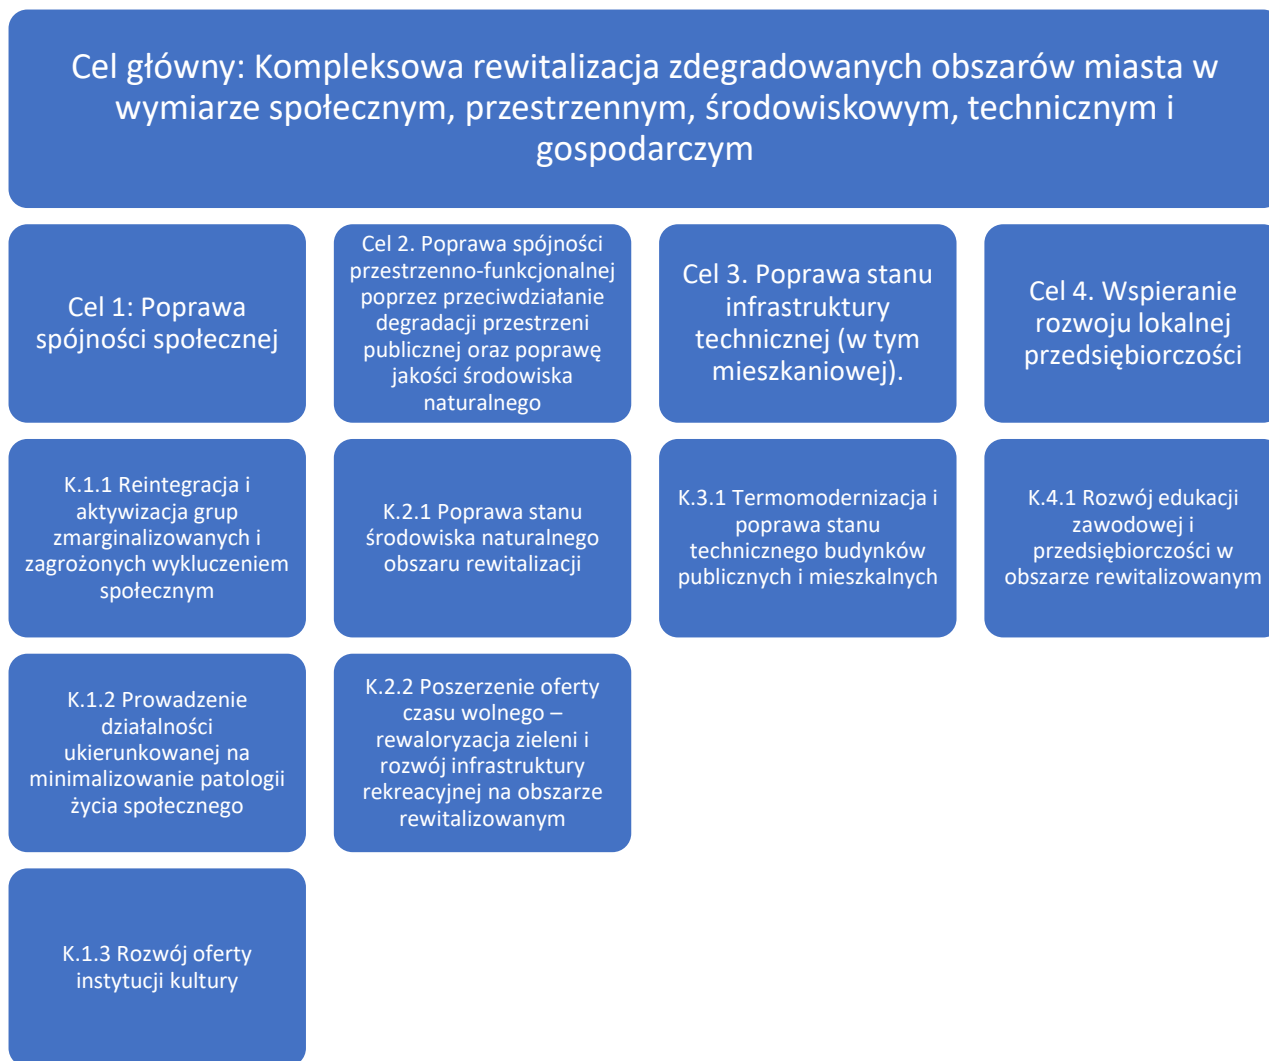 Cel główny: Kompleksowa rewitalizacja zdegradowanych obszarów miasta w
wymiarze społecznym, przestrzennym, środowiskowym, technicznym i
gospodarczym
Cel 1: Poprawa
spójności społecznej
Cel 2. Poprawa spójności
przestrzenno-funkcjonalnej
poprzez przeciwdziałanie
degradacji przestrzeni
publicznej oraz poprawę
jakości środowiska
naturalnego
Cel 3. Poprawa stanu
infrastruktury
technicznej (w tym
mieszkaniowej).
Cel 4. Wspieranie
rozwoju lokalnej
przedsiębiorczości
K.1.1 Reintegracja i
aktywizacja grup
zmarginalizowanych i
zagrożonych wykluczeniem
społecznym
K.2.1 Poprawa stanu
środowiska naturalnego
obszaru rewitalizacji
K.3.1 Termomodernizacja i
poprawa stanu
technicznego budynków
publicznych i mieszkalnych
K.4.1 Rozwój edukacji
zawodowej i
przedsiębiorczości w
obszarze rewitalizowanym
K.1.2 Prowadzenie
działalności
ukierunkowanej na
minimalizowanie patologii
życia społecznego
K.2.2 Poszerzenie oferty
czasu wolnego –
rewaloryzacja zieleni i
rozwój infrastruktury
rekreacyjnej na obszarze
rewitalizowanym
K.1.3 Rozwój oferty
instytucji kultury